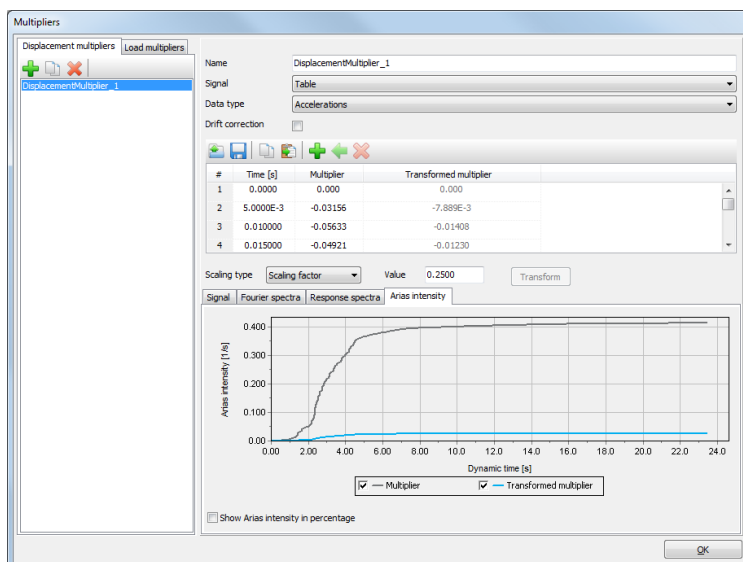 Multipliers
Displacement multipliers Load multipliers
DisplacementMultiplier_1
Name DisplacementMultiplier_1
Signal Table
Data type Accelerations
Drift correction
# Time [s] Multiplier Transformed multiplier
1 0.0000 0.000 0.000
2 5.0000E-3 -0.03156 -7.889E-3
3 0.010000 -0.05633 -0.01408
4 0.015000 -0.04921 -0.01230
Scaling type Scaling factor Value 0.2500 Transform
Signal Fourier spectra Response spectra Arias intensity
Arias intensity [1/s]
0.400
0.300
0.200
0.100
0.00
0.00 2.00 4.00 6.00 8.00 10.0 12.0 14.0 16.0 18.0 20.0 22.0 24.0
Dynamic time [s]
Multiplier Transformed multiplier
Show Arias intensity in percentage
OK